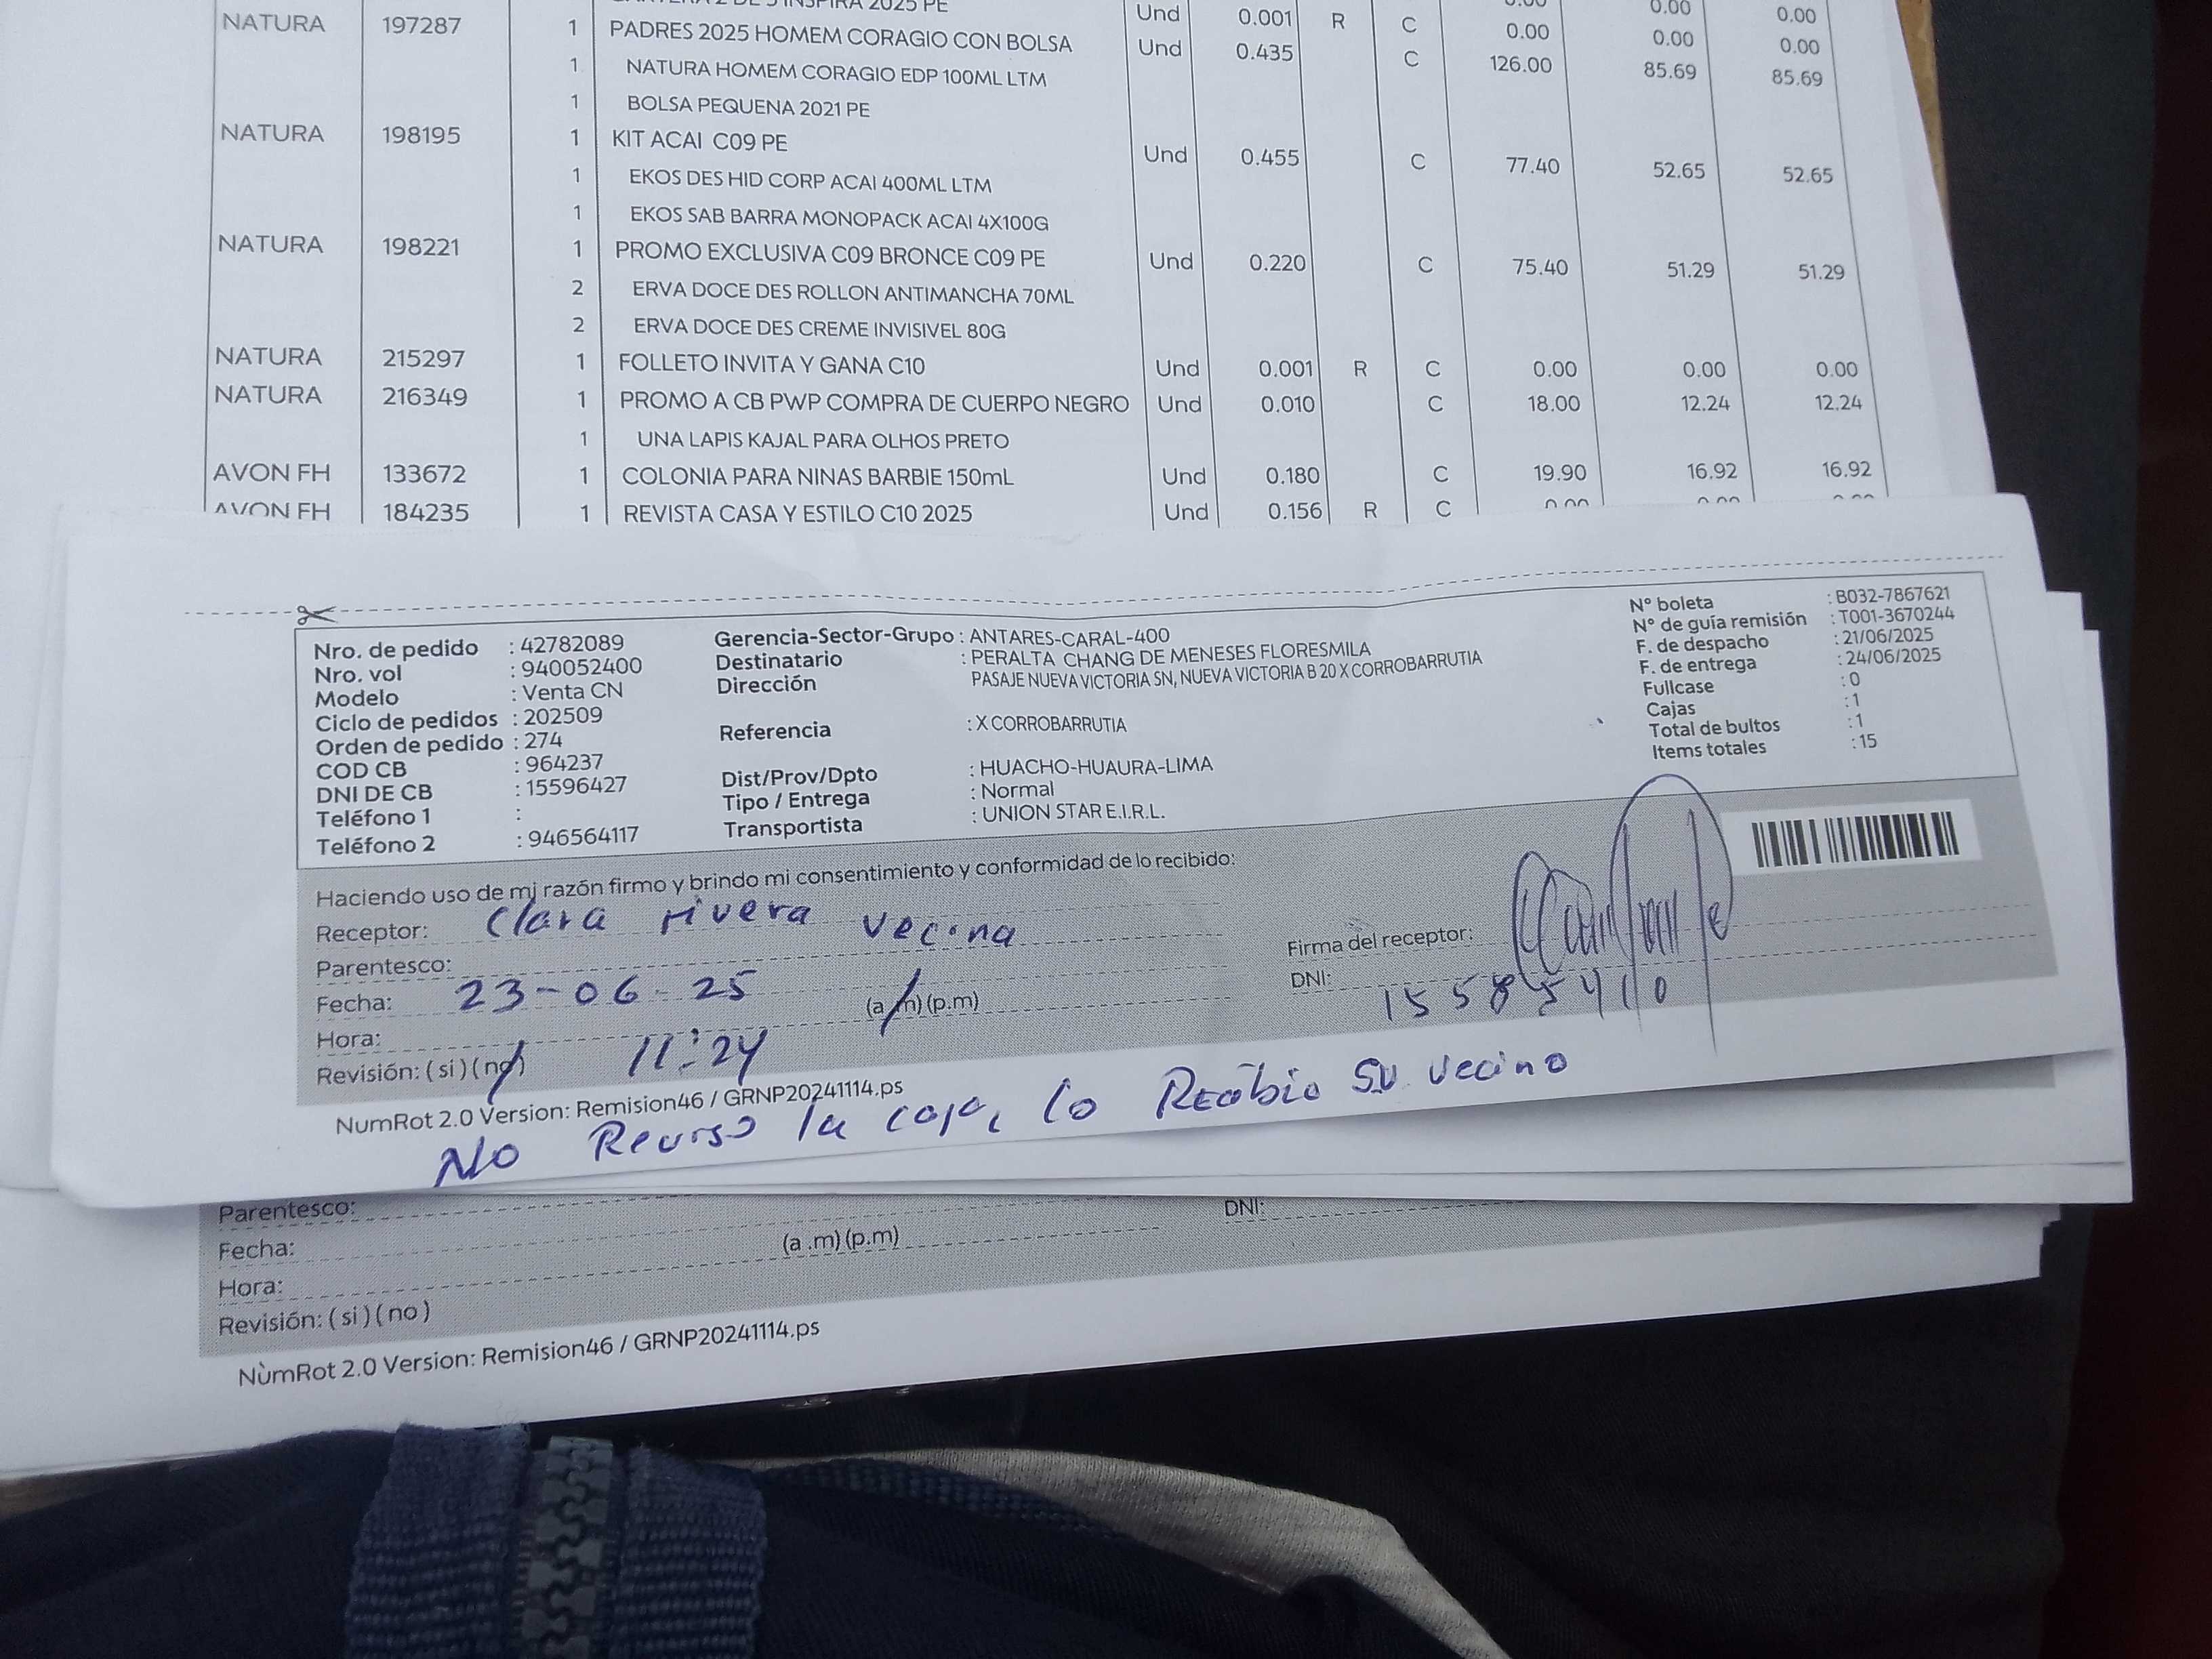 2025 PE Und 0.001 R C 0.00 0.00 0.00
NATURA 197287 1 PADRES 2025 HOMEM CORAGIO CON BOLSA Und 0.435 C 126.00 85.69 85.69
1 NATURA HOMEM CORAGIO EDP 100ML LTM
1 BOLSA PEQUENA 2021 PE
NATURA 198195 1 KIT ACAI C09 PE Und 0.455 C 77.40 52.65 52.65
1 EKOS DES HID CORP ACAI 400ML LTM
1 EKOS SAB BARRA MONOPACK ACAI 4X100G
NATURA 198221 1 PROMO EXCLUSIVA C09 BRONCE C09 PE Und 0.220 C 75.40 51.29 51.29
2 ERVA DOCE DES ROLLON ANTIMANCHA 70ML
2 ERVA DOCE DES CREME INVISIVEL 80G
NATURA 215297 1 FOLLETO INVITA Y GANA C10 Und 0.001 R C 0.00 0.00 0.00
NATURA 216349 1 PROMO A CB PWP COMPRA DE CUERPO NEGRO Und 0.010 C 18.00 12.24 12.24
1 UNA LAPIS KAJAL PARA OLHOS PRETO
AVON FH 133672 1 COLONIA PARA NINAS BARBIE 150mL Und 0.180 C 19.90 16.92 16.92
AVON FH 184235 1 REVISTA CASA Y ESTILO C10 2025 Und 0.156 R C 0.00 0.00 0.00
Nro. de pedido : 42782089
Nro. vol : 940052400
Modelo : Venta CN
Ciclo de pedidos : 202509
Orden de pedido : 274
COD CB : 964237
DNI DE CB : 15596427
Teléfono 1 :
Teléfono 2 : 946564117
Gerencia-Sector-Grupo : ANTARES-CARAL-400
Destinatario : PERALTA CHANG DE MENESES FLORESMILA
Dirección PASAJE NUEVA VICTORIA SN, NUEVA VICTORIA B 20 X CORROBARRUTIA
Referencia : X CORROBARRUTIA
Dist/Prov/Dpto : HUACHO-HUAURA-LIMA
Tipo / Entrega : Normal
Transportista : UNION STAR E.I.R.L.
N° boleta : B032-7867621
N° de guía remisión : T001-3670244
F. de despacho : 21/06/2025
F. de entrega : 24/06/2025
Fullcase : 0
Cajas : 1
Total de bultos : 1
Items totales : 15
Haciendo uso de mi razón firmo y brindo mi consentimiento y conformidad de lo recibido:
Receptor: Clara rivera vecina
Parentesco:
Fecha: 23-06-25 (a.m)(p.m)
Hora: 11:24
Revisión: (si)(no)
Firma del receptor:
DNI:
NumRot 2.0 Version: Remision46 / GRNP20241114.ps
No Reviso la caja, lo Recibio su vecino
Parentesco: DNI:
Fecha: (a.m)(p.m)
Hora:
Revisión: (si)(no)
NùmRot 2.0 Version: Remision46 / GRNP20241114.ps